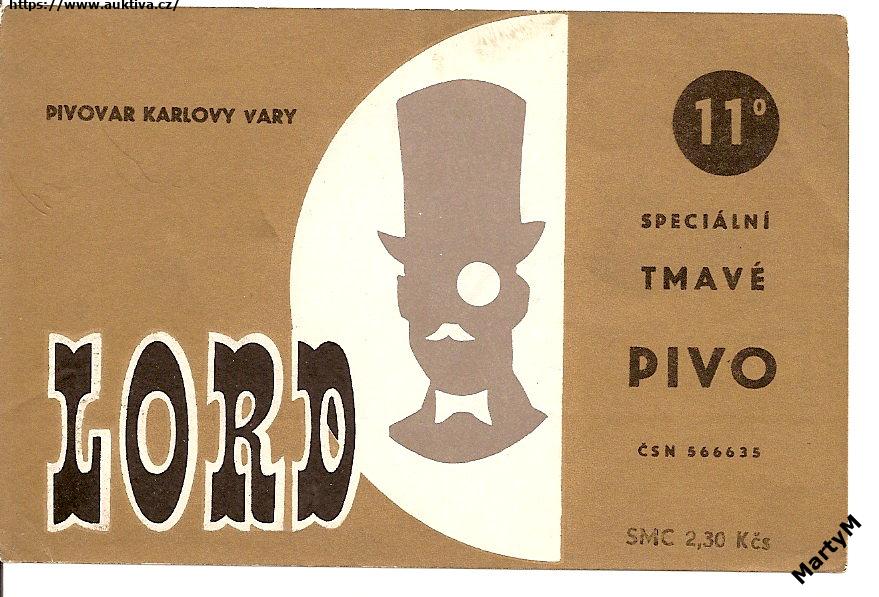 https://www.auktiva.cz/
PIVOVAR KARLOVY VARY
LORD
11°
SPECIÁLNÍ
TMAVÉ
PIVO
ČSN 566635
SMC 2,30 Kčs
MartyM